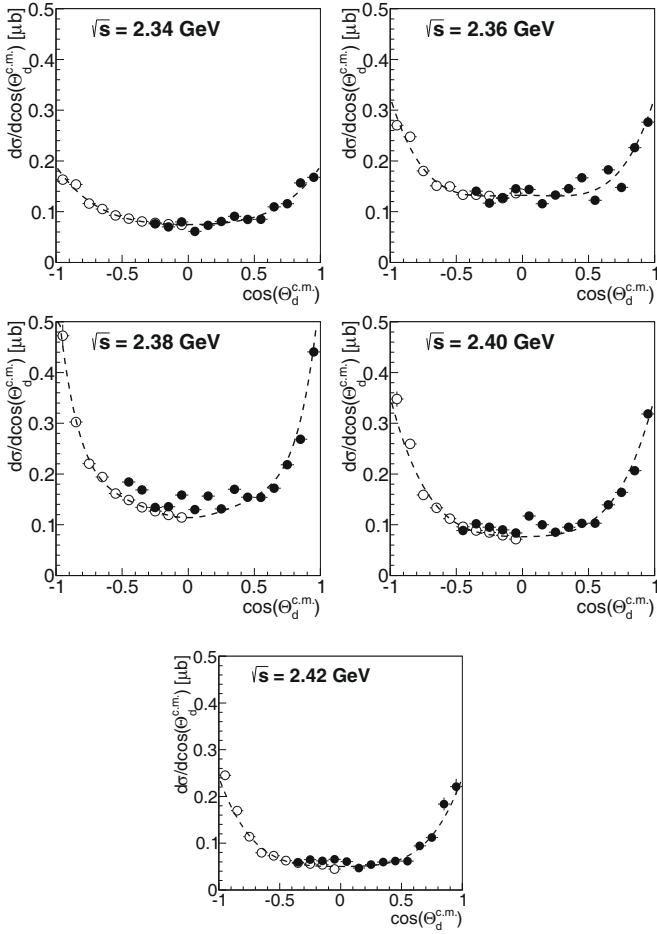 √s = 2.34 GeV
dσ/dcos(Θ_d^c.m.) [μb]
0.5
0.4
0.3
0.2
0.1
0
-1 -0.5 0 0.5 1
cos(Θ_d^c.m.)
√s = 2.36 GeV
dσ/dcos(Θ_d^c.m.) [μb]
0.5
0.4
0.3
0.2
0.1
0
-1 -0.5 0 0.5 1
cos(Θ_d^c.m.)
√s = 2.38 GeV
dσ/dcos(Θ_d^c.m.) [μb]
0.5
0.4
0.3
0.2
0.1
0
-1 -0.5 0 0.5 1
cos(Θ_d^c.m.)
√s = 2.40 GeV
dσ/dcos(Θ_d^c.m.) [μb]
0.5
0.4
0.3
0.2
0.1
0
-1 -0.5 0 0.5 1
cos(Θ_d^c.m.)
√s = 2.42 GeV
dσ/dcos(Θ_d^c.m.) [μb]
0.5
0.4
0.3
0.2
0.1
0
-1 -0.5 0 0.5 1
cos(Θ_d^c.m.)